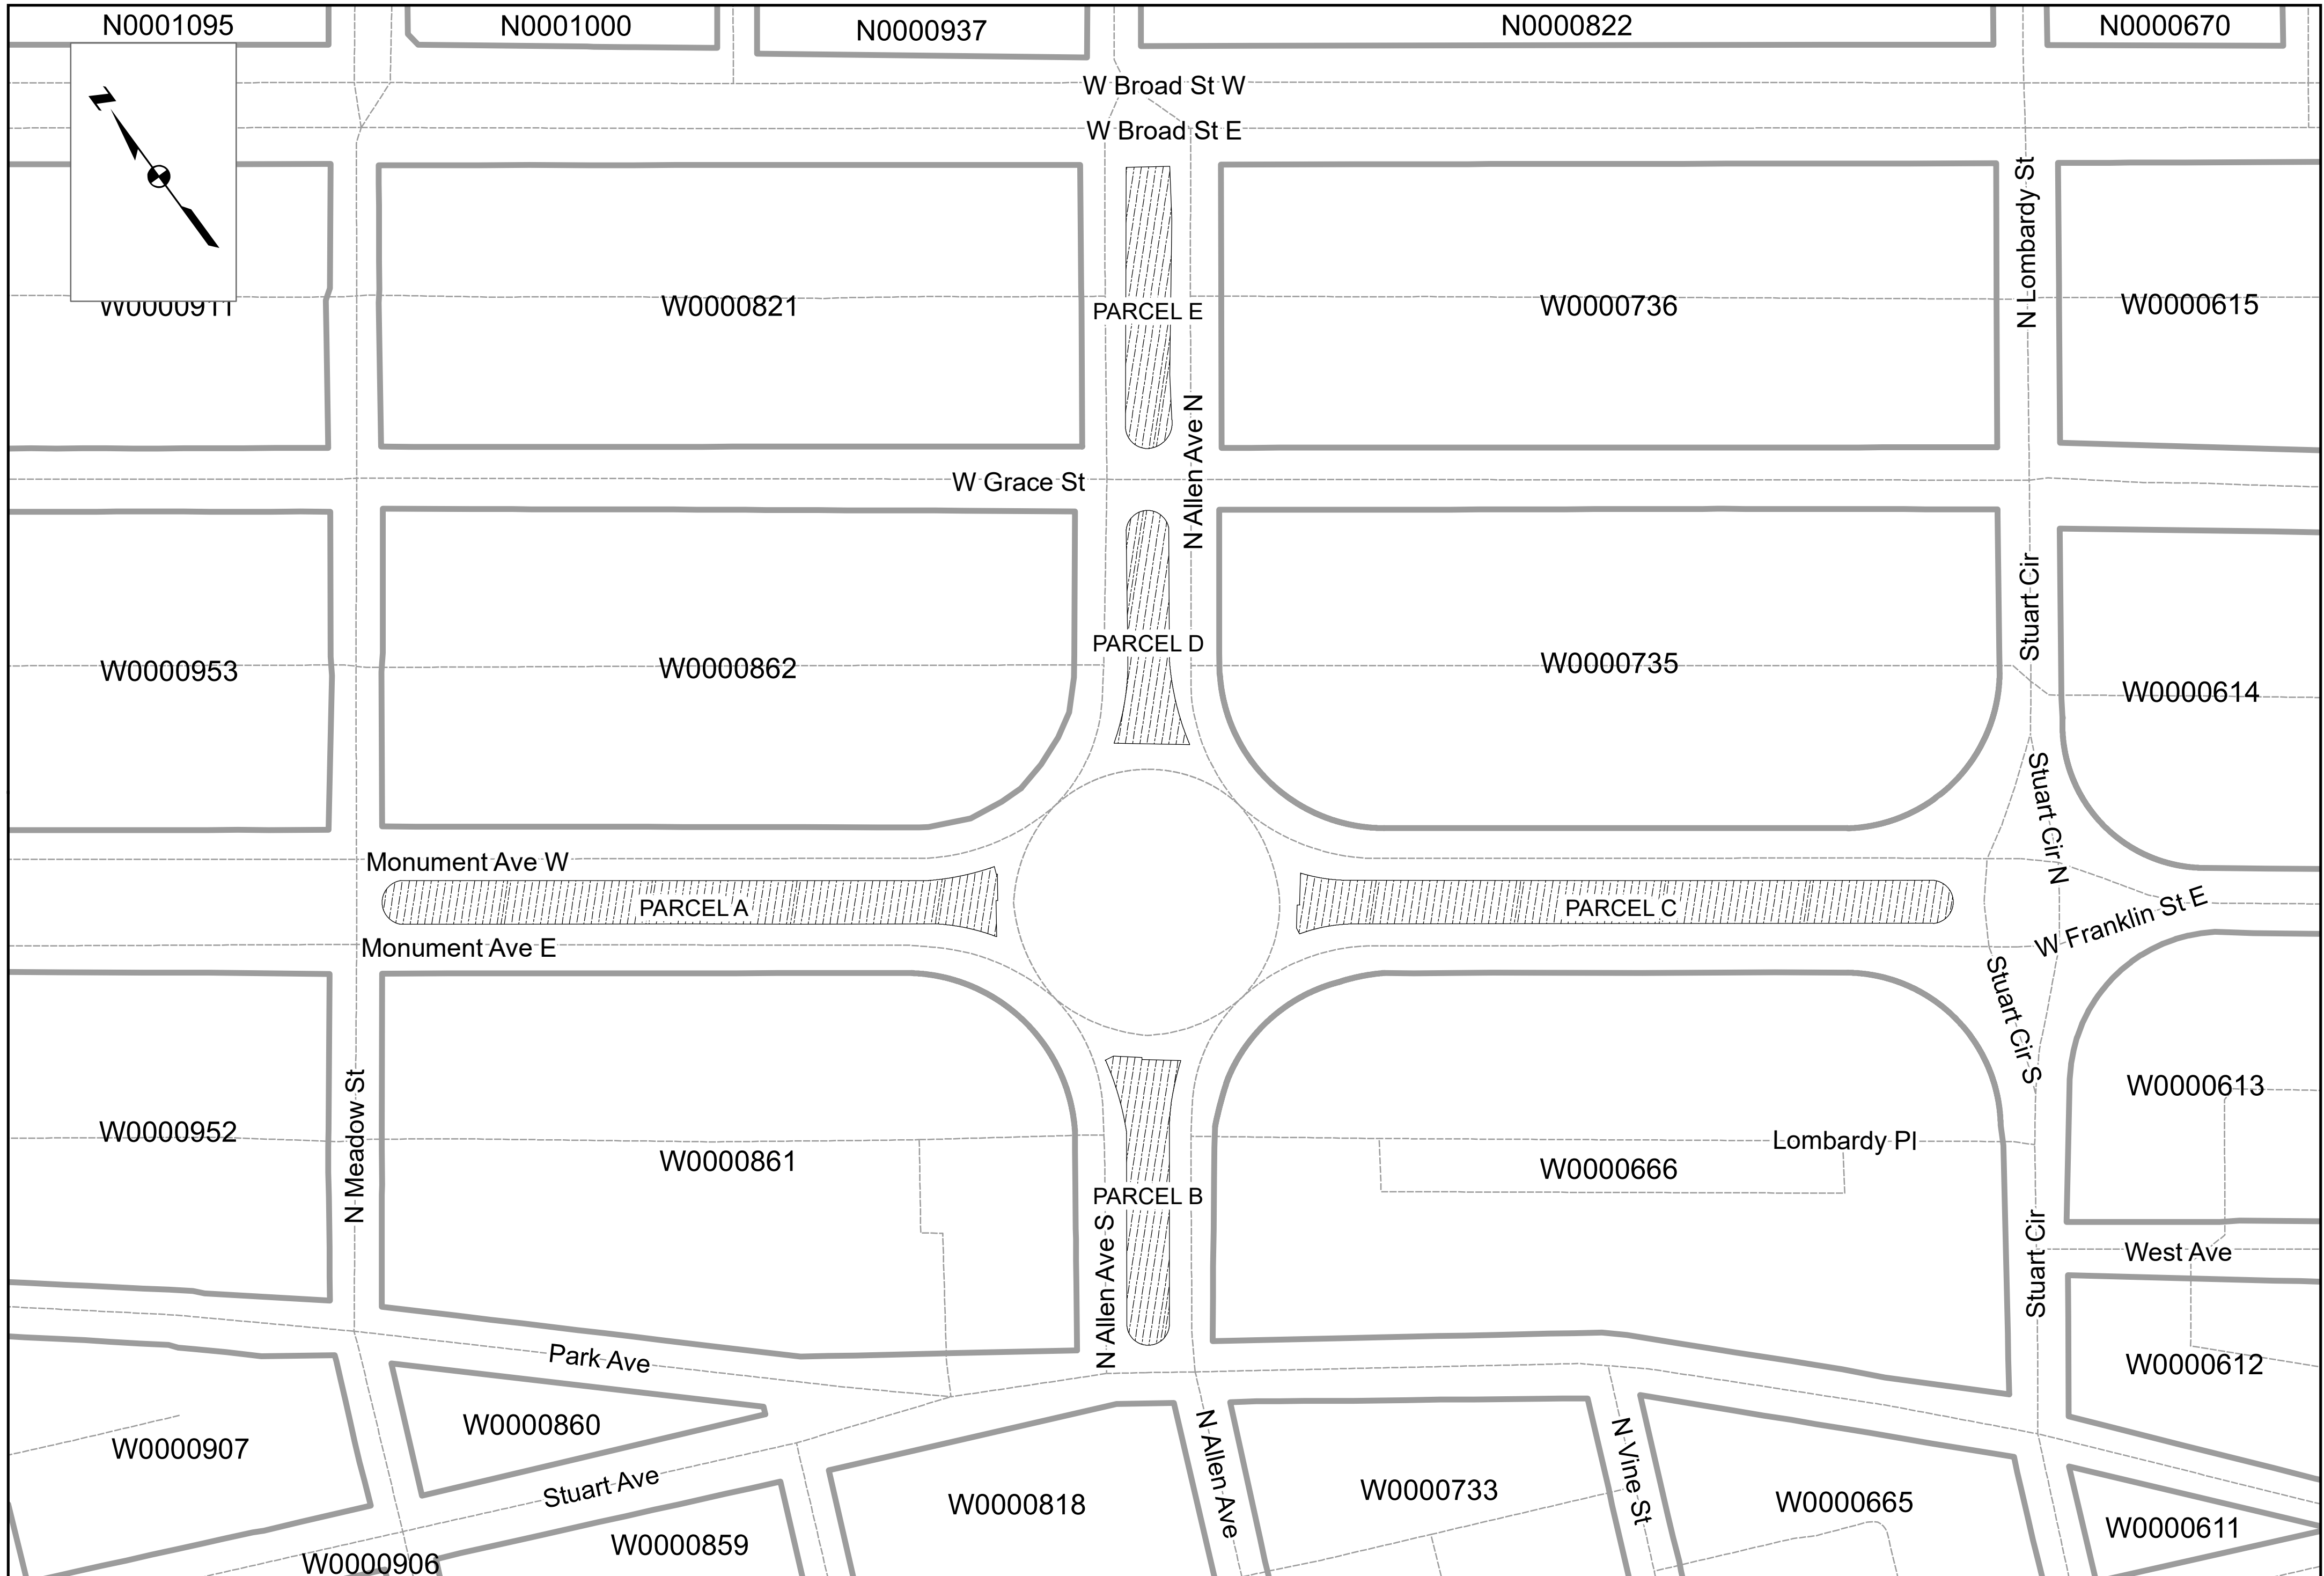 N0001095
N0001000
N0000937
N0000822
N0000670
W Broad St W
W Broad St E
N
N Lombardy St
W0000911
W0000821
PARCEL E
W0000736
W0000615
N Allen Ave N
W Grace St
Stuart Cir
W0000953
W0000862
PARCEL D
W0000735
W0000614
Stuart Cir N
Monument Ave W
PARCEL A
PARCEL C
W Franklin St E
Monument Ave E
Stuart Cir S
N Meadow St
W0000952
W0000861
PARCEL B
Lombardy Pl
W0000666
W0000613
N Allen Ave S
Stuart Cir
West Ave
Park Ave
W0000612
W0000860
W0000907
Stuart Ave
N Allen Ave
N Vine St
W0000818
W0000733
W0000665
W0000611
W0000859
W0000906